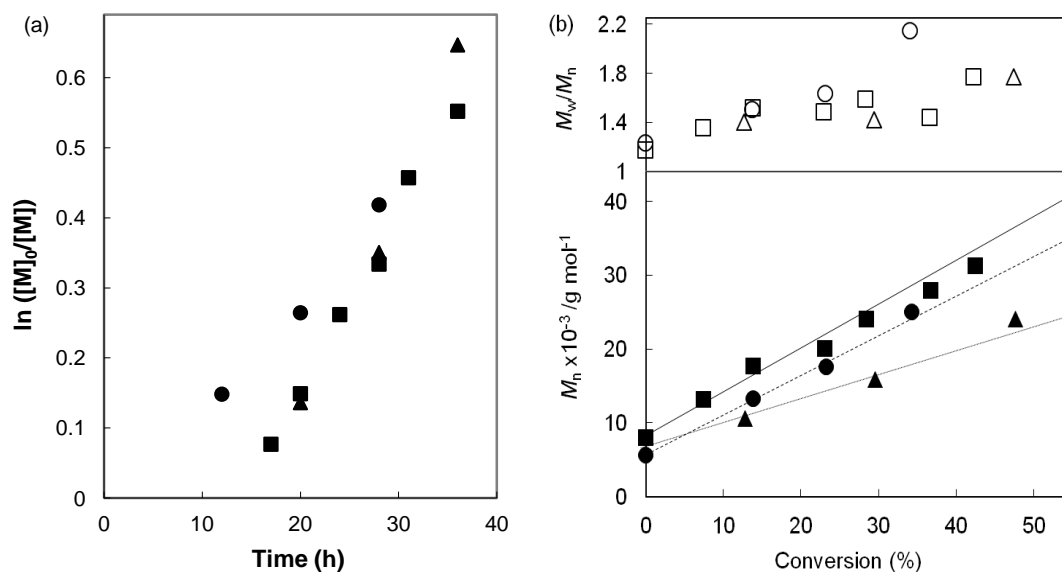 (a)
ln ([M]₀/[M])
0.6
0.5
0.4
0.3
0.2
0.1
0
0 10 20 30 40
Time (h)
(b)
Mw/Mn
2.2
1.8
1.4
1
Mn x10⁻³ /g mol⁻¹
40
30
20
10
0
0 10 20 30 40 50
Conversion (%)